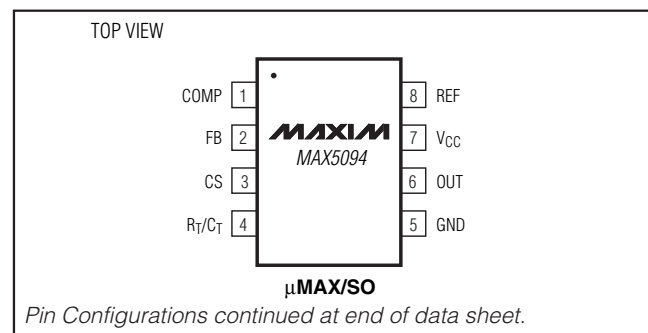 TOP VIEW
COMP 1
8 REF
FB 2
MAXIM
7 VCC
MAX5094
CS 3
6 OUT
RT/CT 4
5 GND
µMAX/SO
Pin Configurations continued at end of data sheet.